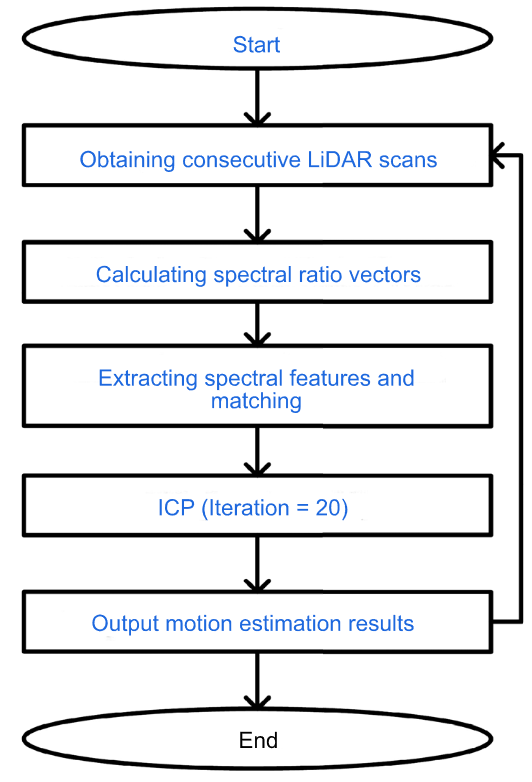 Start
Obtaining consecutive LiDAR scans
Calculating spectral ratio vectors
Extracting spectral features and
matching
ICP (Iteration = 20)
Output motion estimation results
End